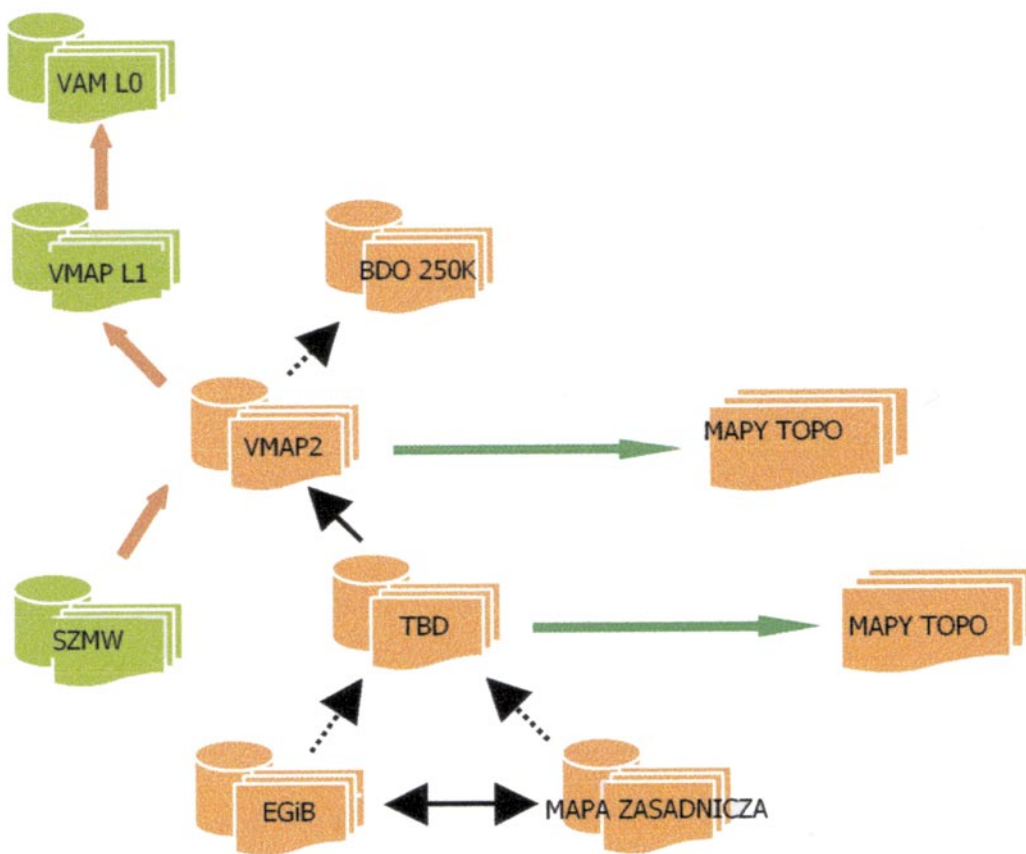 VAM L0
VMAP L1
BDO 250K
VMAP2
MAPY TOPO
SZMW
TBD
MAPY TOPO
EGiB
MAPA ZASADNICZA